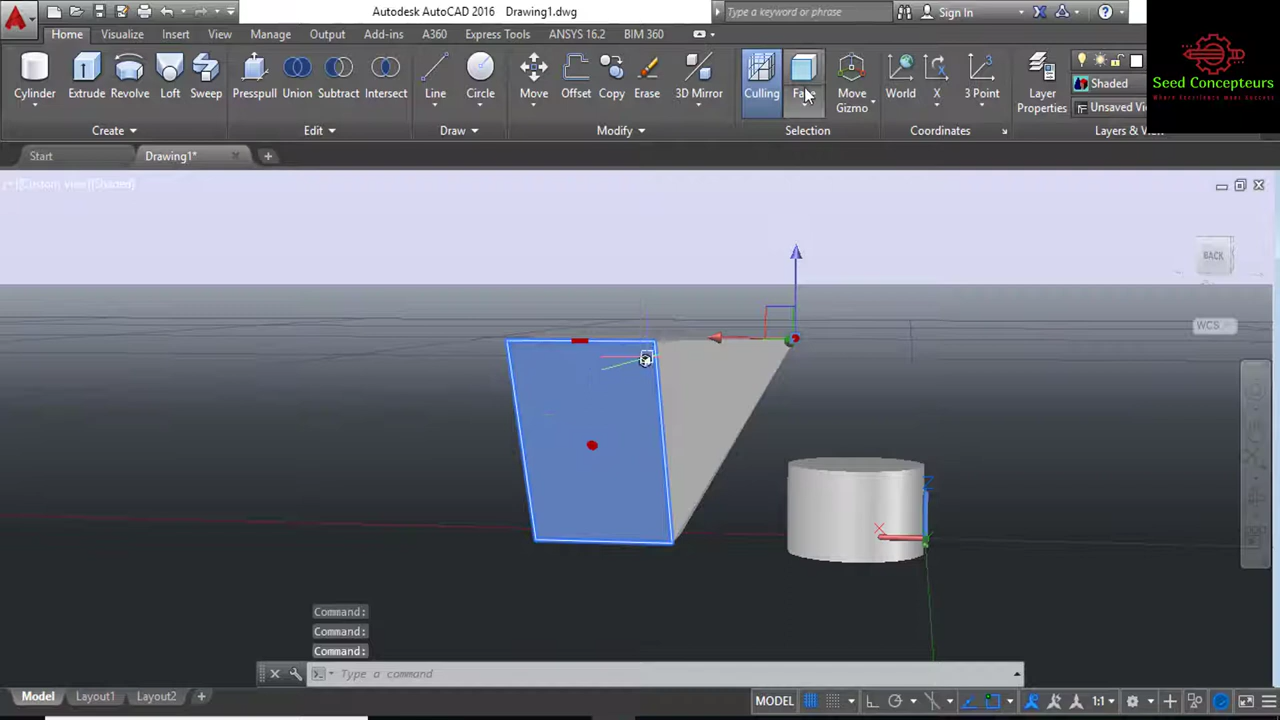 Autodesk AutoCAD 2016 Drawing1.dwg
Type a keyword or phrase
Sign In
Home Visualize Insert View Manage Output Add-ins A360 Express Tools ANSYS 16.2 BIM 360
Seed Concepteurs
Cylinder Extrude Revolve Loft Sweep Presspull Union Subtract Intersect Line Circle Move Offset Copy Erase 3D Mirror Culling Move Gizmo World X 3 Point Layer Properties
Shaded
Unsaved
Create Edit Draw Modify Selection Coordinates Layers &
Start Drawing1*
[Custom view][Shaded]
BACK
WCS
Z
X
Command:
Command:
Command:
Type a command
Model Layout1 Layout2
MODEL 1:1